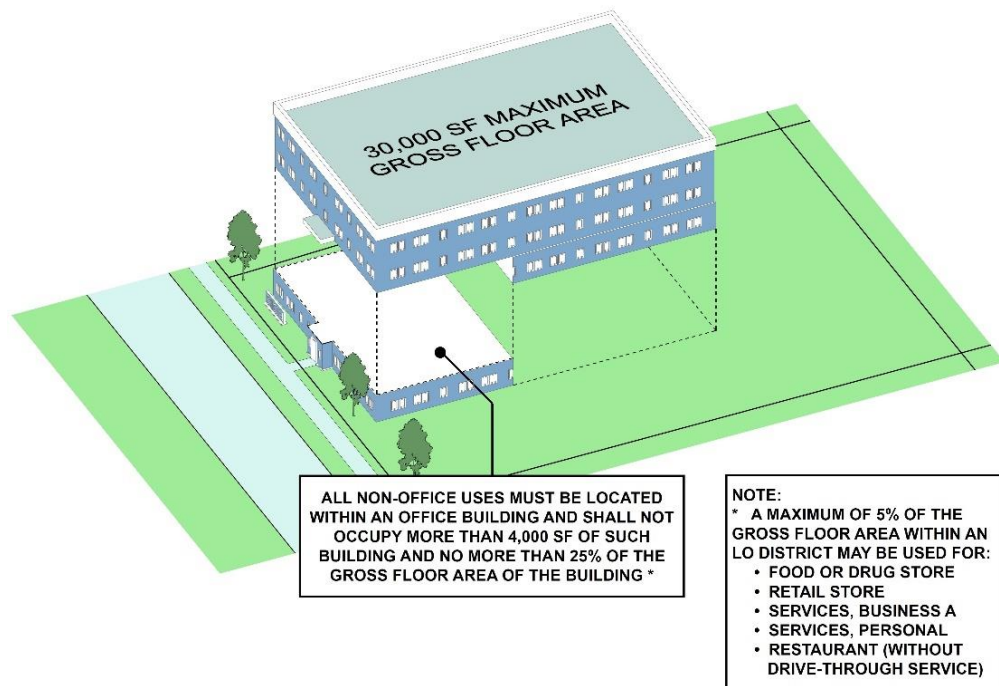 30,000 SF MAXIMUM
GROSS FLOOR AREA
ALL NON-OFFICE USES MUST BE LOCATED
WITHIN AN OFFICE BUILDING AND SHALL NOT
OCCUPY MORE THAN 4,000 SF OF SUCH
BUILDING AND NO MORE THAN 25% OF THE
GROSS FLOOR AREA OF THE BUILDING *
NOTE:
* A MAXIMUM OF 5% OF THE
GROSS FLOOR AREA WITHIN AN
LO DISTRICT MAY BE USED FOR:
• FOOD OR DRUG STORE
• RETAIL STORE
• SERVICES, BUSINESS A
• SERVICES, PERSONAL
• RESTAURANT (WITHOUT
DRIVE-THROUGH SERVICE)